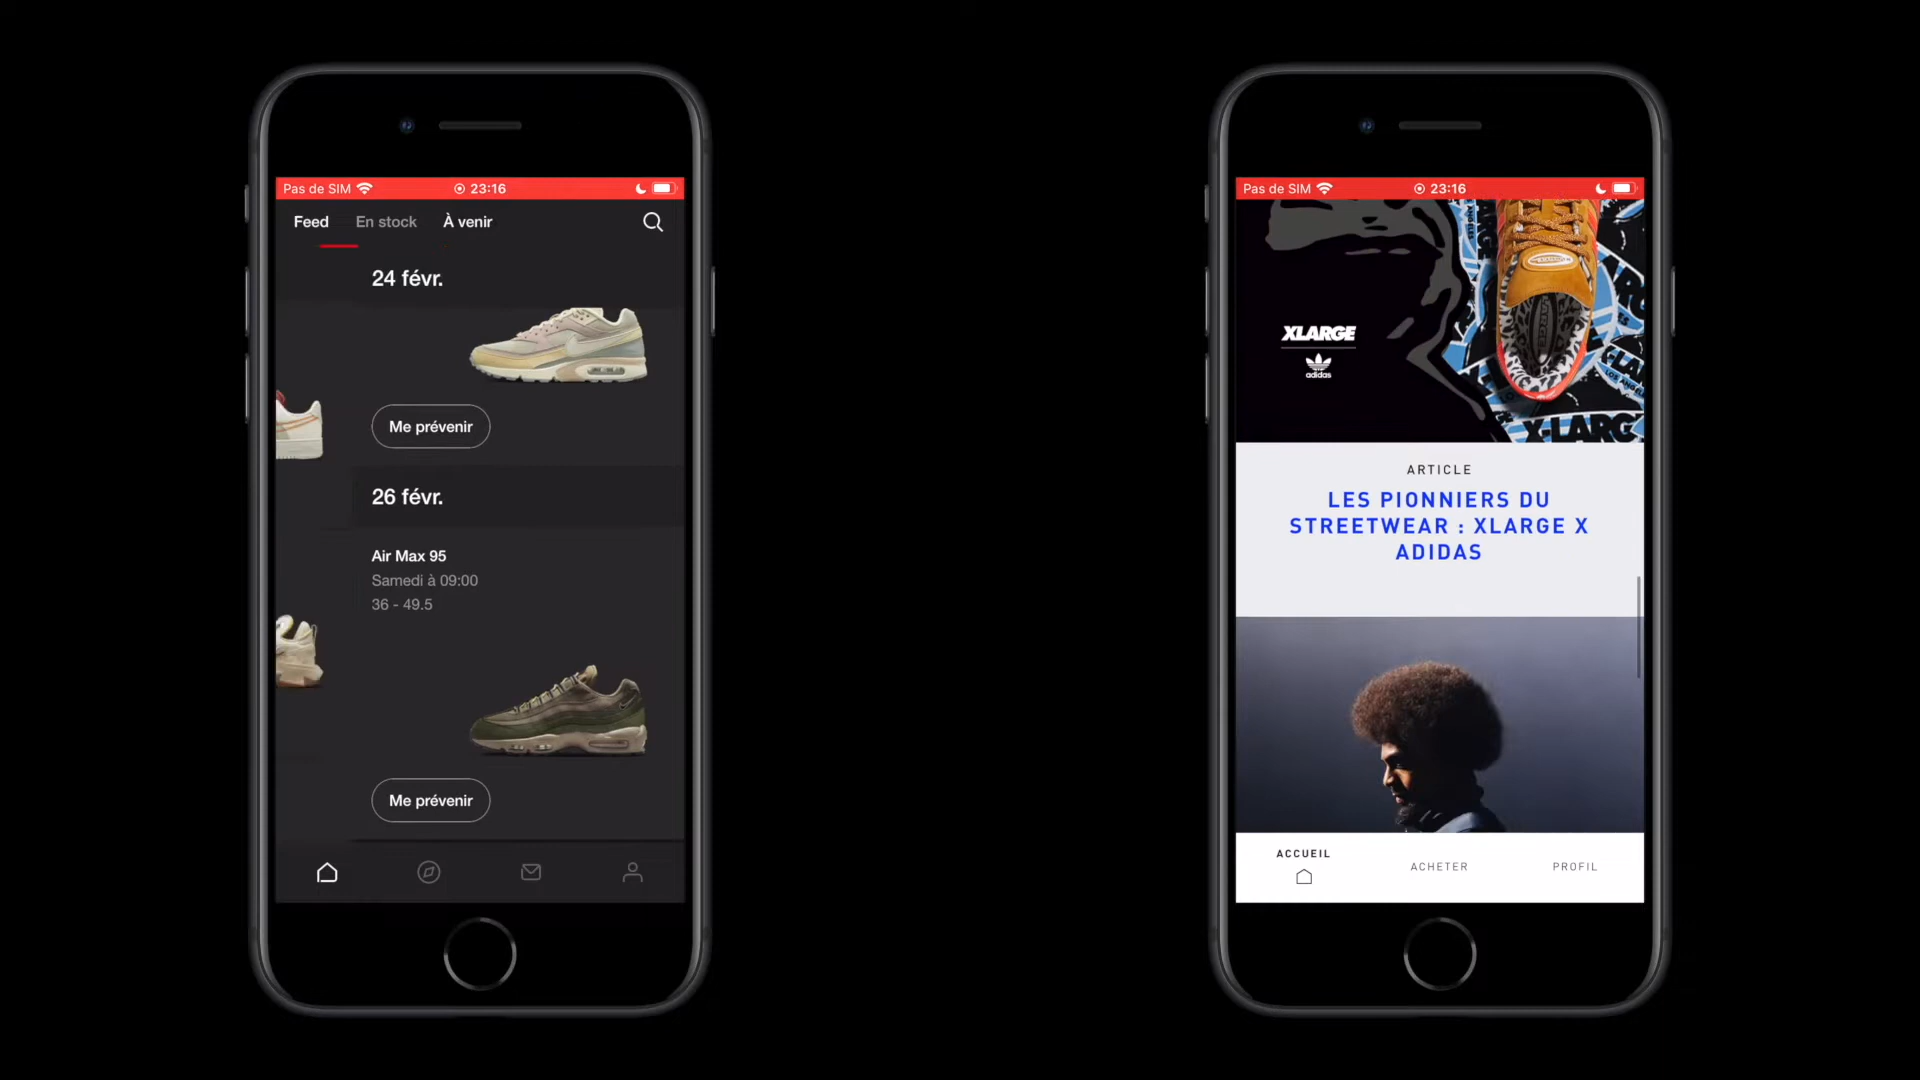 Pas de SIM
23:16
Feed
En stock
À venir
24 févr.
Me prévenir
26 févr.
Air Max 95
Samedi à 09:00
36 - 49.5
Me prévenir
Pas de SIM
23:16
XLARGE
adidas
X-LARG
ARTICLE
LES PIONNIERS DU
STREETWEAR : XLARGE X
ADIDAS
ACCUEIL
ACHETER
PROFIL